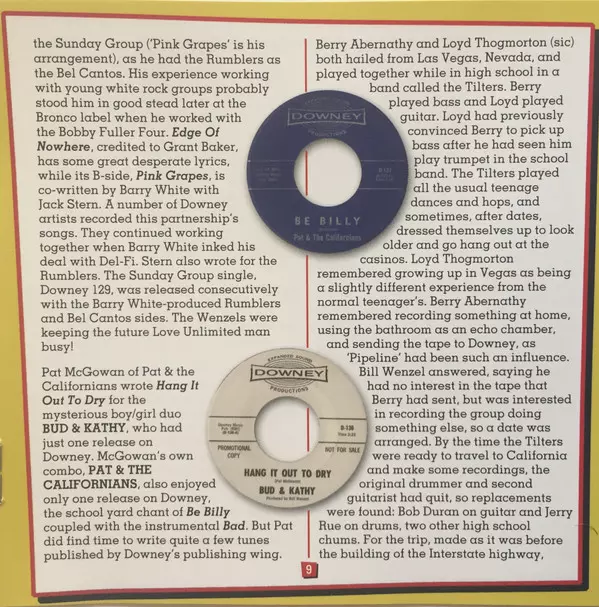 the Sunday Group ('Pink Grapes' is his
arrangement), as he had the Rumblers as
the Bel Cantos. His experience working
with young white rock groups probably
stood him in good stead later at the
Bronco label when he worked with
the Bobby Fuller Four. Edge Of
Nowhere, credited to Grant Baker,
has some great desperate lyrics,
while its B-side, Pink Grapes, is
co-written by Barry White with
Jack Stern. A number of Downey
artists recorded this partnership's
songs. They continued working
together when Barry White inked his
deal with Del-Fi. Stern also wrote for the
Rumblers. The Sunday Group single,
Downey 129, was released consecutively
with the Barry White-produced Rumblers
and Bel Cantos sides. The Wenzels were
keeping the future Love Unlimited man
busy!
Pat McGowan of Pat & the
Californians wrote Hang It
Out To Dry for the
mysterious boy/girl duo
BUD & KATHY, who had
just one release on
Downey. McGowan's own
combo, PAT & THE
CALIFORNIANS, also enjoyed
only one release on Downey,
the school yard chant of Be Billy
coupled with the instrumental Bad. But Pat
did find time to write quite a few tunes
published by Downey's publishing wing.
DOWNEY
PRODUCTIONS
BE BILLY
Pat & The Californians
EXPANDED SOUND
DOWNEY
PRODUCTIONS
D-136
PROMOTIONAL
COPY
NOT FOR SALE
HANG IT OUT TO DRY
(Pat McGowan)
BUD & KATHY
Produced by Bill Wenzel
Berry Abernathy and Loyd Thogmorton (sic)
both hailed from Las Vegas, Nevada, and
played together while in high school in a
band called the Tilters. Berry
played bass and Loyd played
guitar. Loyd had previously
convinced Berry to pick up
bass after he had seen him
play trumpet in the school
band. The Tilters played
all the usual teenage
dances and hops, and
sometimes, after dates,
dressed themselves up to look
older and go hang out at the
casinos. Loyd Thogmorton
remembered growing up in Vegas as being
a slightly different experience from the
normal teenager's. Berry Abernathy
remembered recording something at home,
using the bathroom as an echo chamber,
and sending the tape to Downey, as
'Pipeline' had been such an influence.
Bill Wenzel answered, saying he
had no interest in the tape that
Berry had sent, but was interested
in recording the group doing
something else, so a date was
arranged. By the time the Tilters
were ready to travel to California
and make some recordings, the
original drummer and second
guitarist had quit, so replacements
were found: Bob Duran on guitar and Jerry
Rue on drums, two other high school
chums. For the trip, made as it was before
the building of the Interstate highway,
9